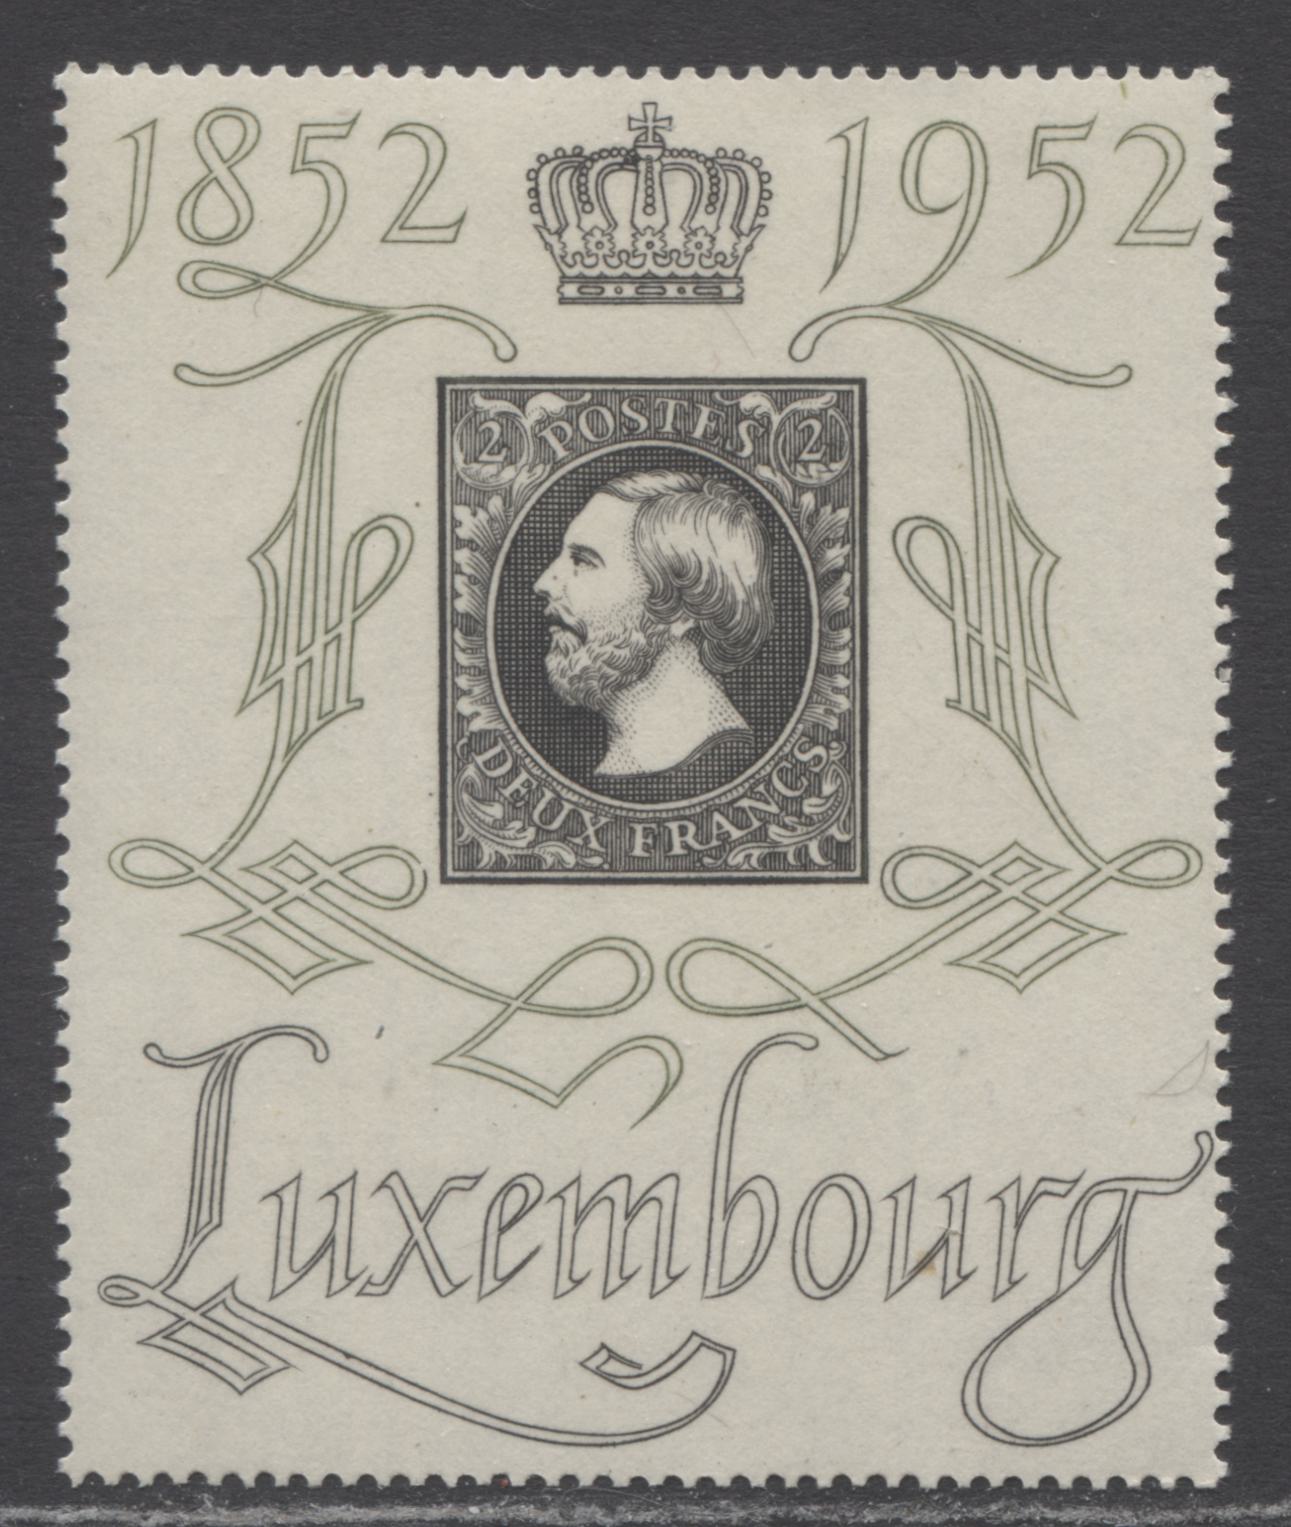 1852 1952
2 POSTES 2
DEUX FRANCS
Luxembourg